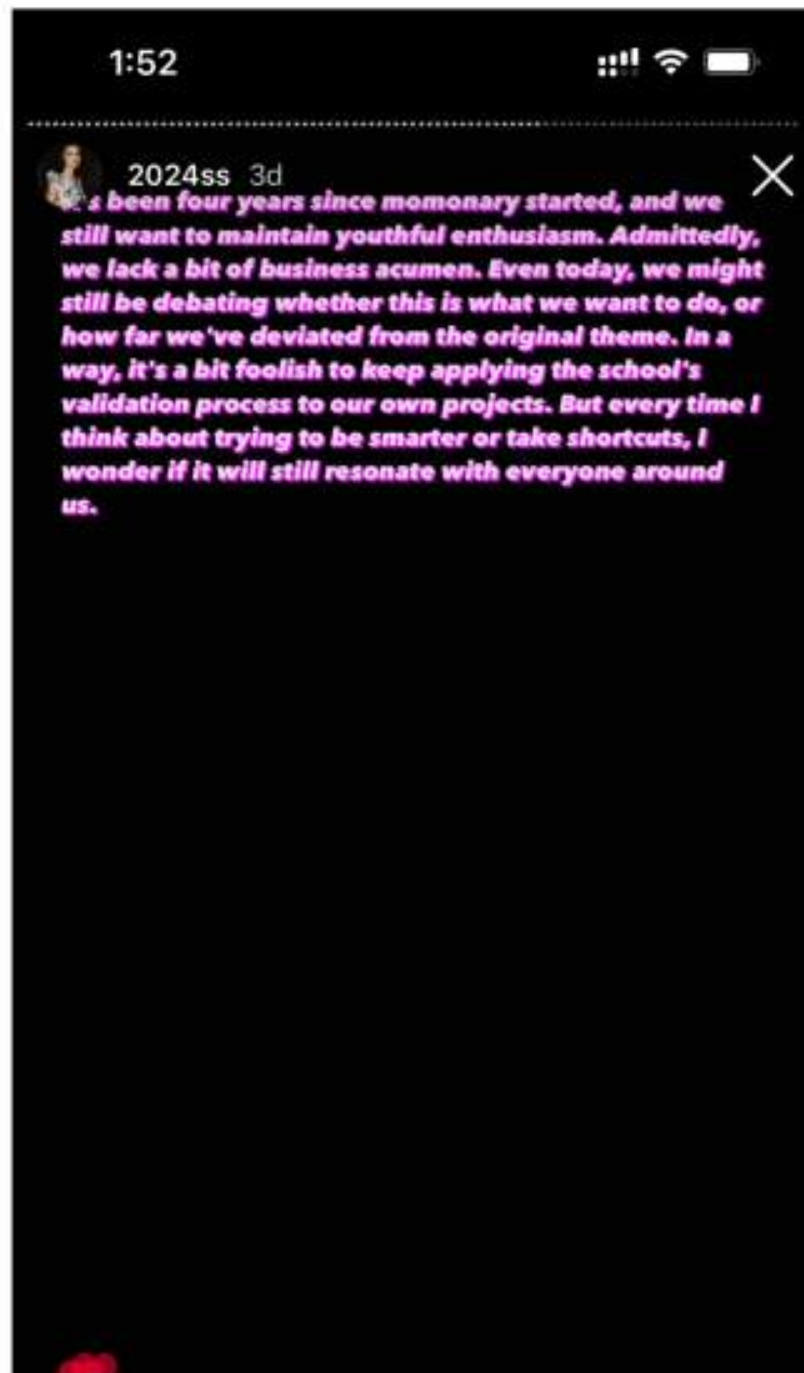 1:52
2024ss 3d
's been four years since momonary started, and we
still want to maintain youthful enthusiasm. Admittedly,
we lack a bit of business acumen. Even today, we might
still be debating whether this is what we want to do, or
how far we've deviated from the original theme. In a
way, it's a bit foolish to keep applying the school's
validation process to our own projects. But every time I
think about trying to be smarter or take shortcuts, I
wonder if it will still resonate with everyone around
us.